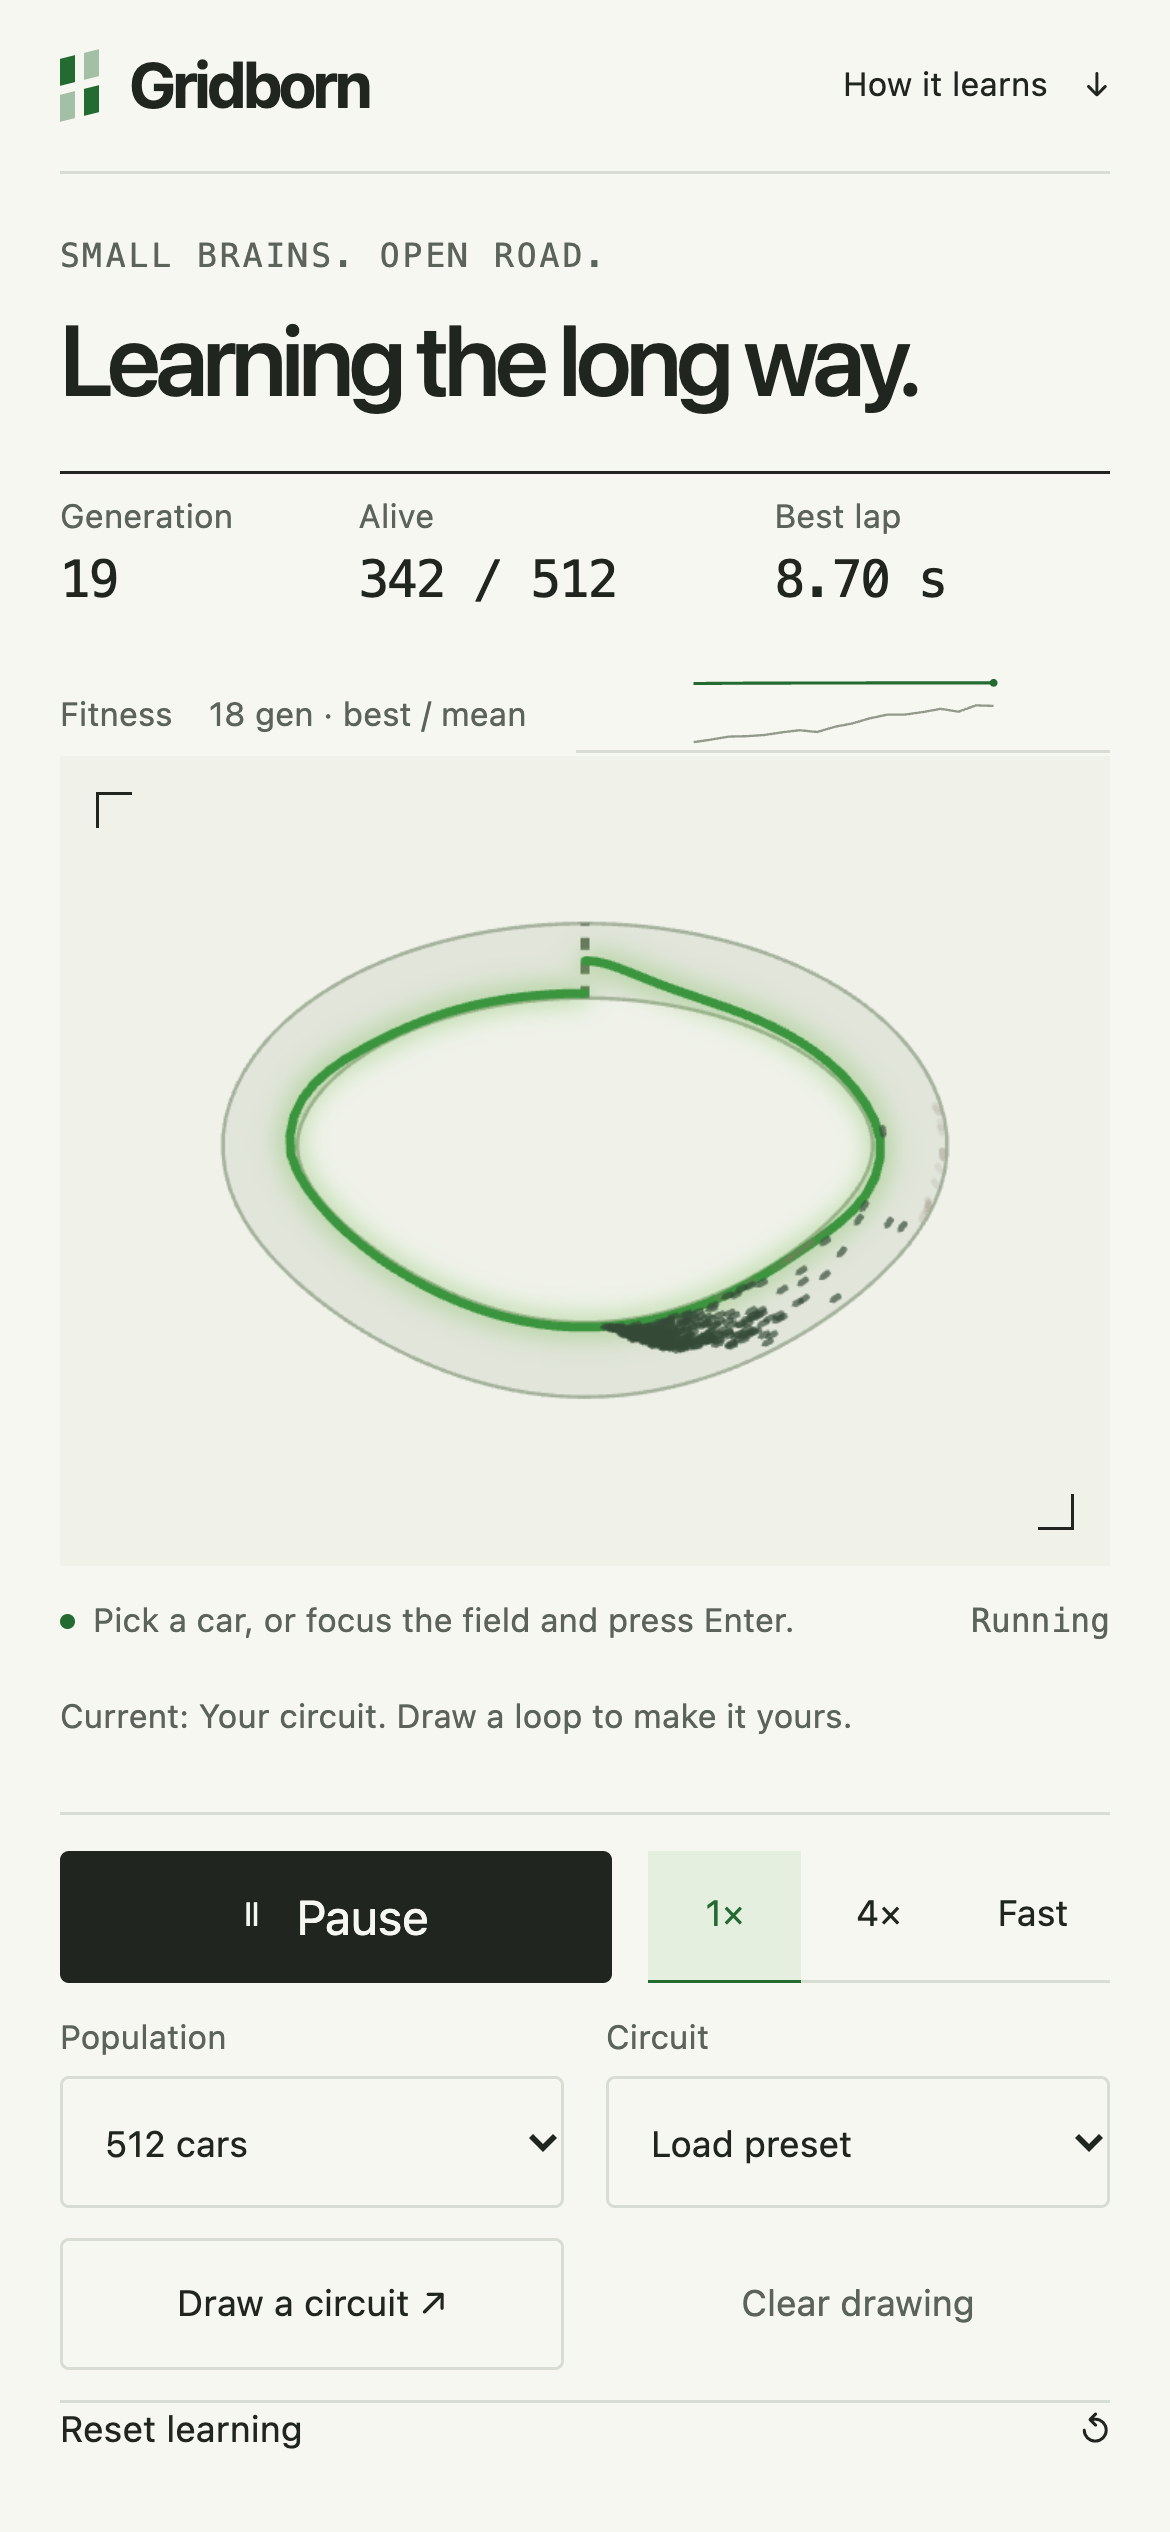 Gridborn
How it learns ↓
SMALL BRAINS. OPEN ROAD.
Learning the long way.
Generation Alive Best lap
19 342 / 512 8.70 s
Fitness 18 gen · best / mean
Pick a car, or focus the field and press Enter. Running
Current: Your circuit. Draw a loop to make it yours.
Pause 1× 4× Fast
Population Circuit
512 cars Load preset
Draw a circuit ↗ Clear drawing
Reset learning